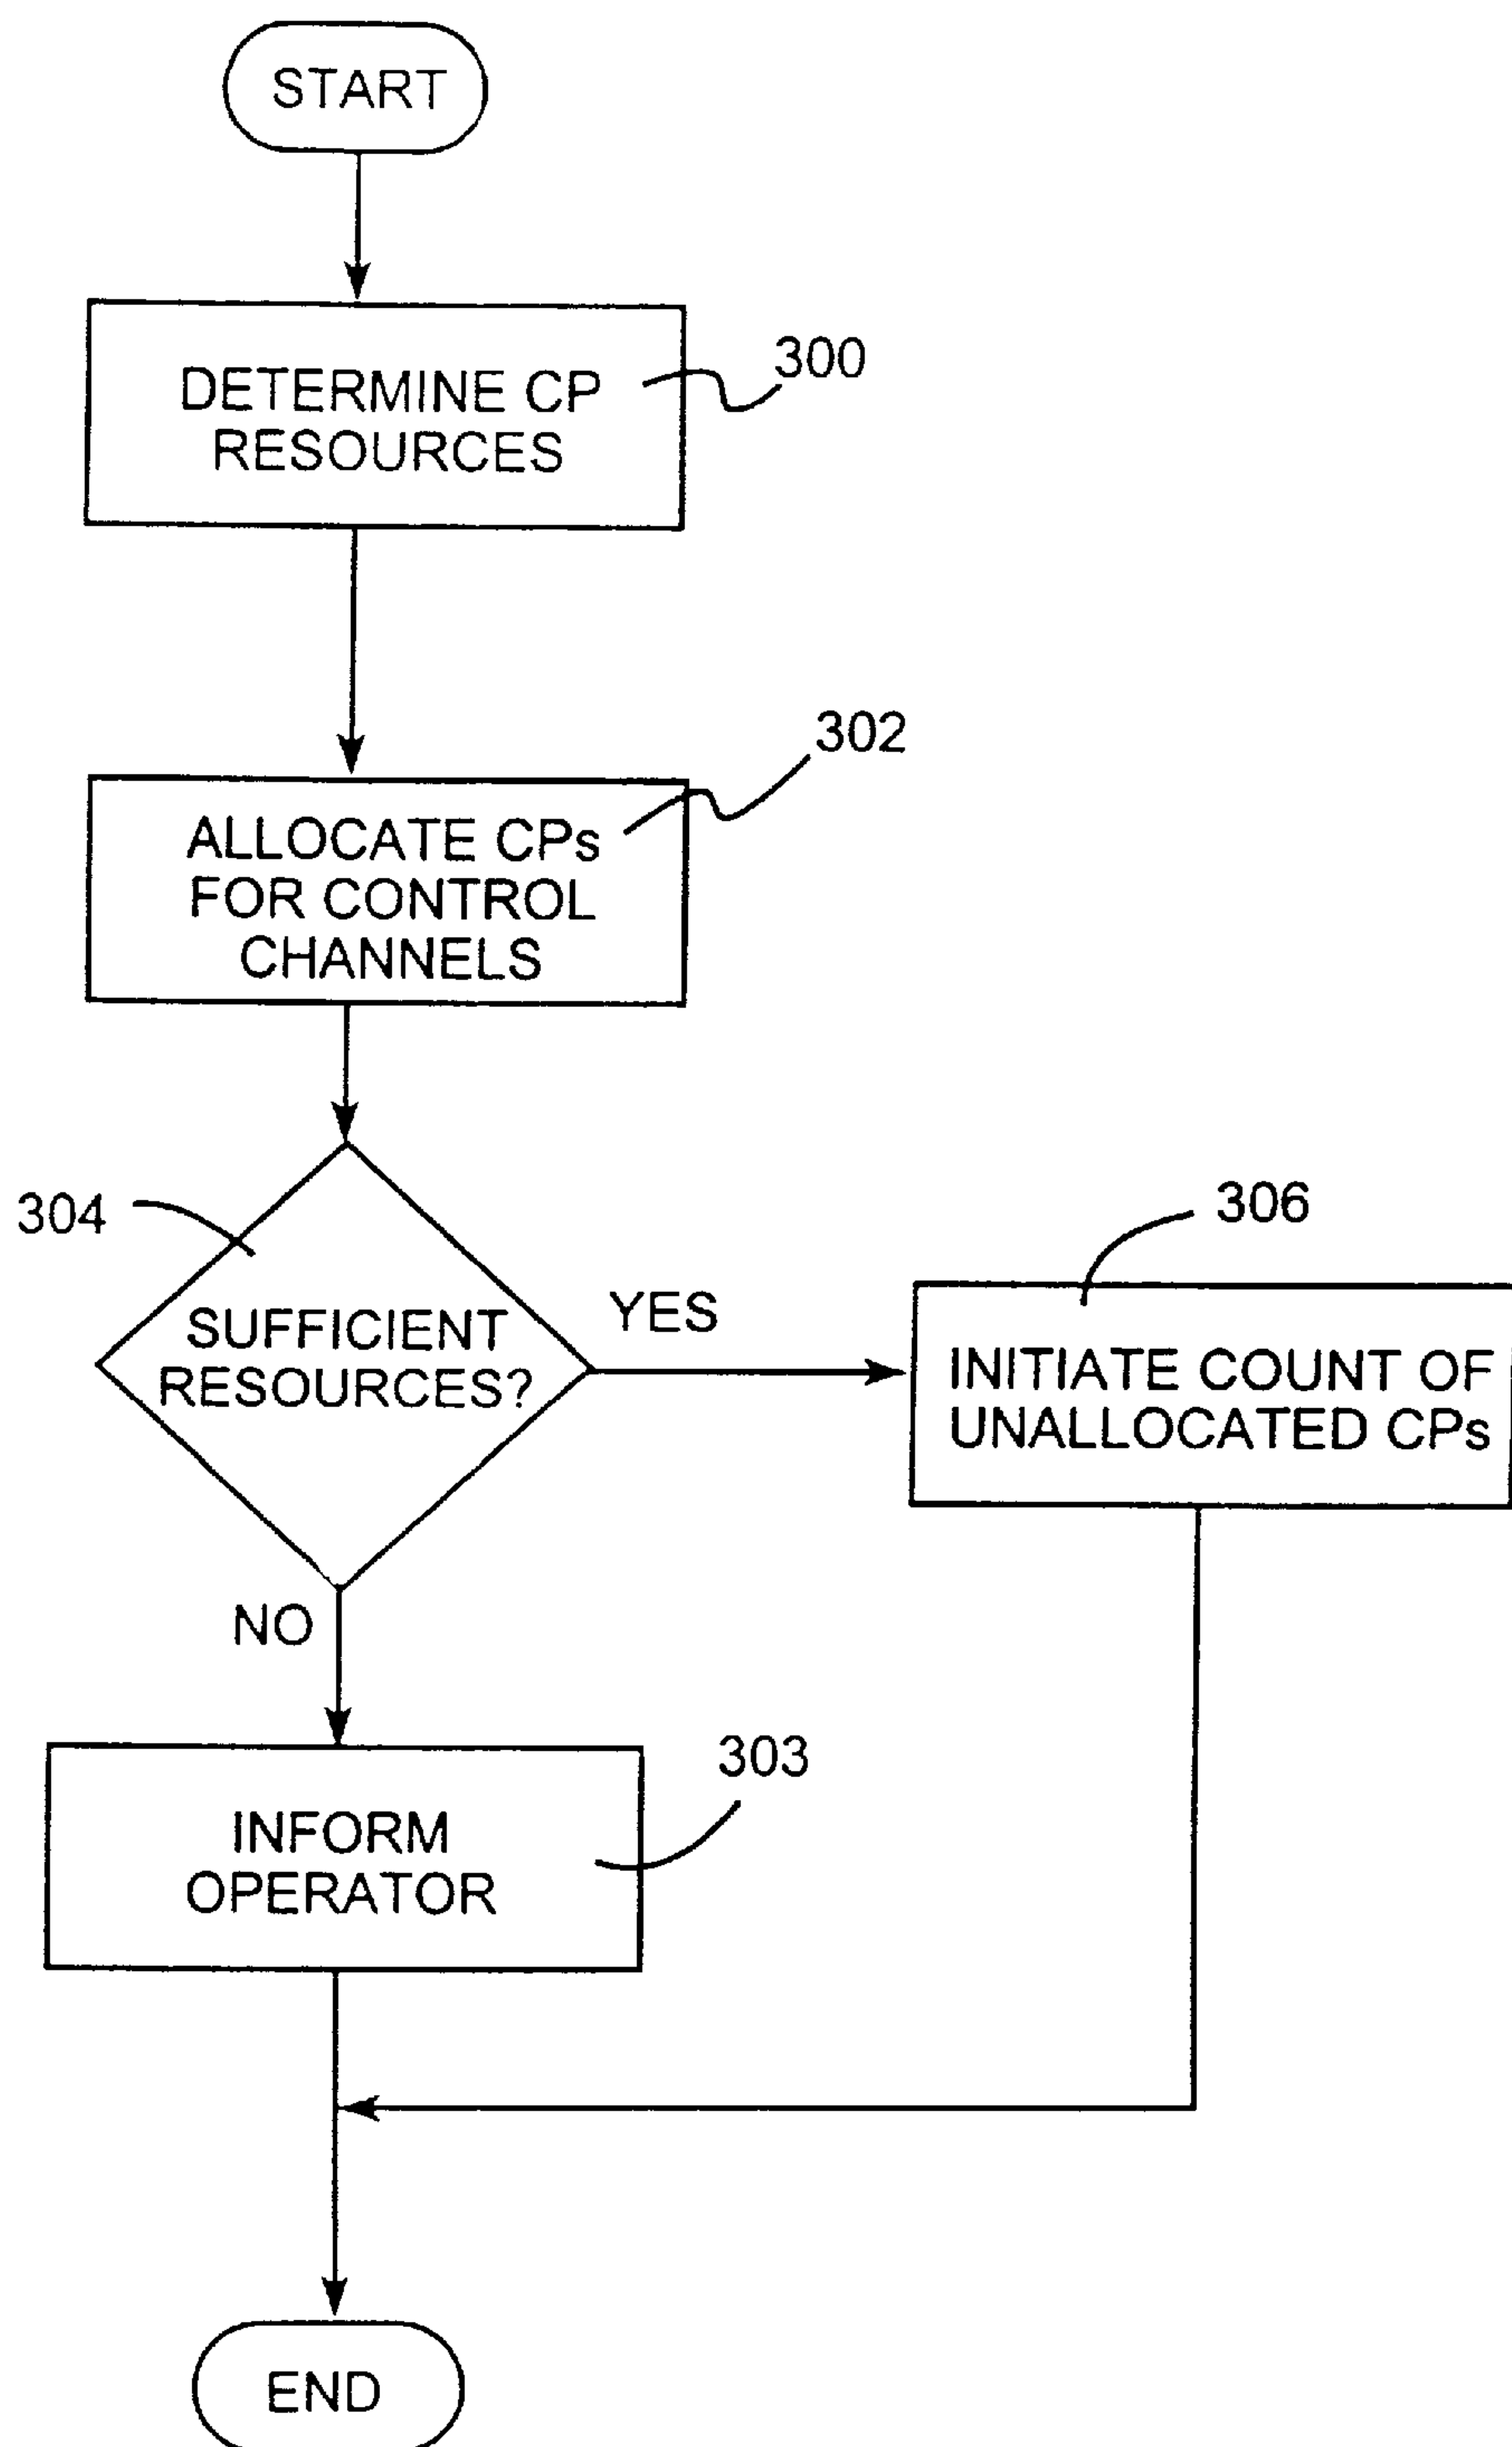 START
DETERMINE CP
RESOURCES
300
302
ALLOCATE CPs
FOR CONTROL
CHANNELS
304
SUFFICIENT
RESOURCES?
YES
306
INITIATE COUNT OF
UNALLOCATED CPs
NO
303
INFORM
OPERATOR
END